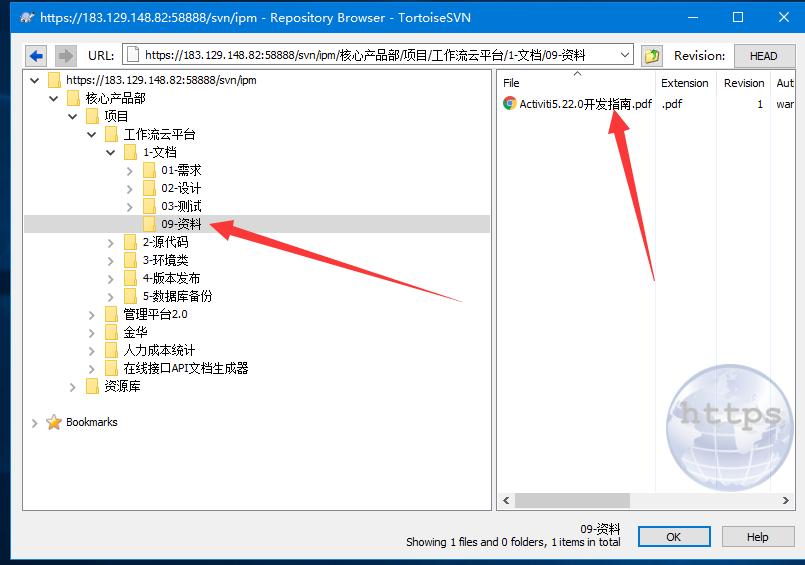 https://183.129.148.82:58888/svn/ipm - Repository Browser - TortoiseSVN
URL: https://183.129.148.82:58888/svn/ipm/核心产品部/项目/工作流云平台/1-文档/09-资料 Revision: HEAD
https://183.129.148.82:58888/svn/ipm
核心产品部
项目
工作流云平台
1-文档
01-需求
02-设计
03-测试
09-资料
2-源代码
3-环境类
4-版本发布
5-数据库备份
管理平台2.0
金华
人力成本统计
在线接口API文档生成器
资源库
Bookmarks
File Extension Revision Aut
Activiti5.22.0开发指南.pdf .pdf 1 war
https
09-资料
Showing 1 files and 0 folders, 1 items in total
OK Help